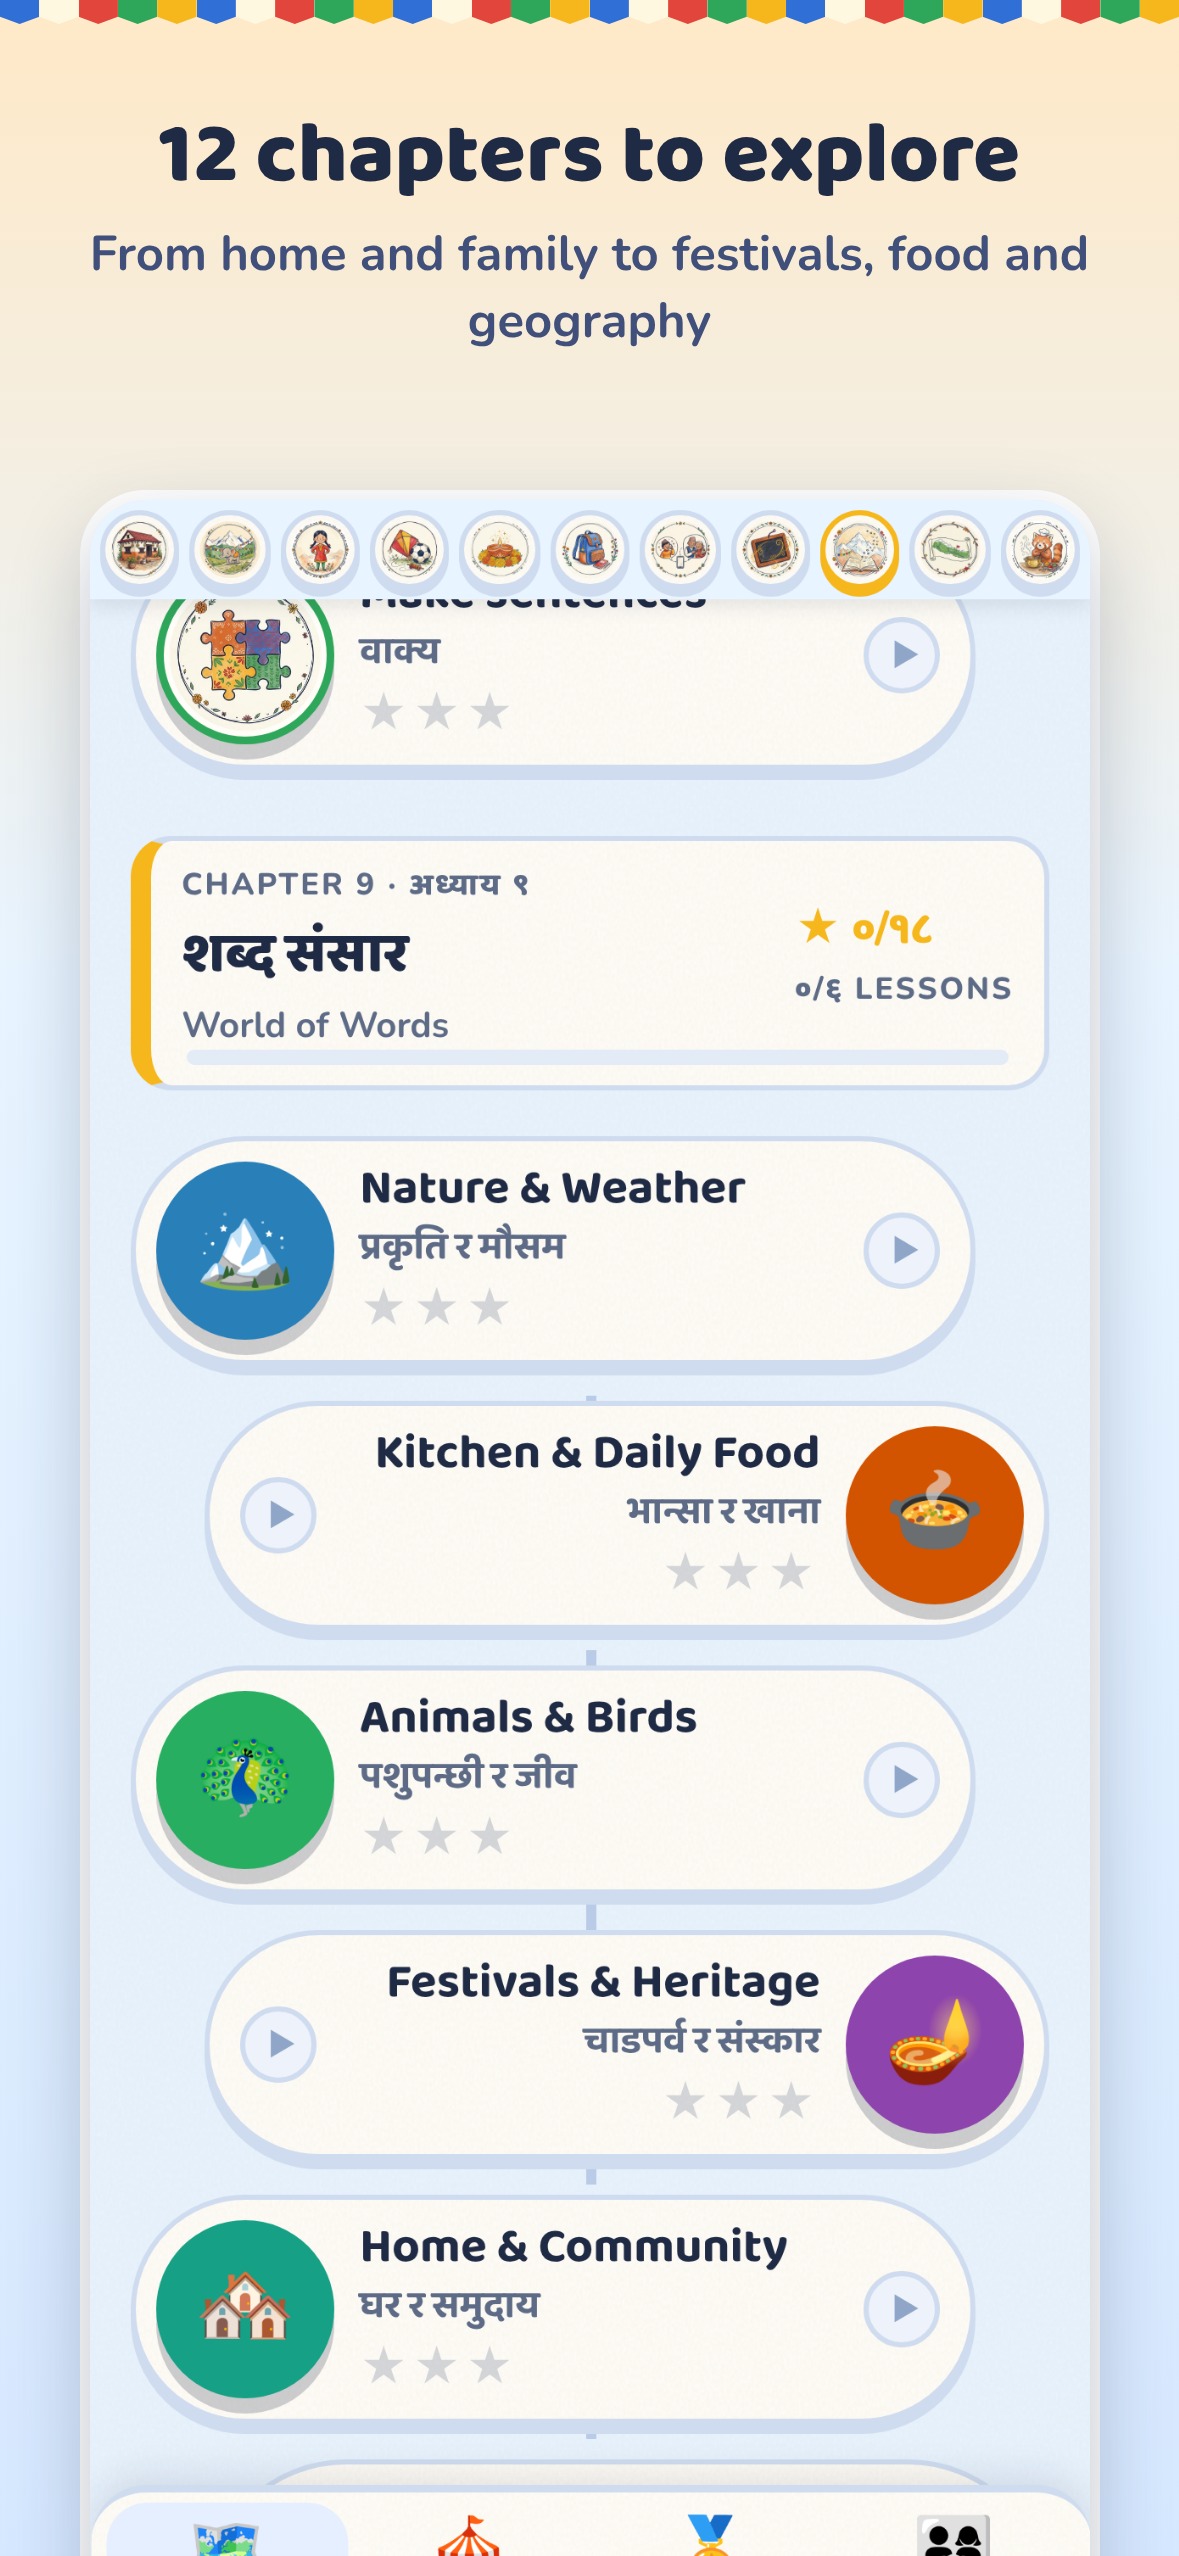 12 chapters to explore
From home and family to festivals, food and
geography
Make Sentences
वाक्य
CHAPTER 9 · अध्याय ९
शब्द संसार
World of Words
★ ०/१८
०/६ LESSONS
Nature & Weather
प्रकृति र मौसम
Kitchen & Daily Food
भान्सा र खाना
Animals & Birds
पशुपन्छी र जीव
Festivals & Heritage
चाडपर्व र संस्कार
Home & Community
घर र समुदाय